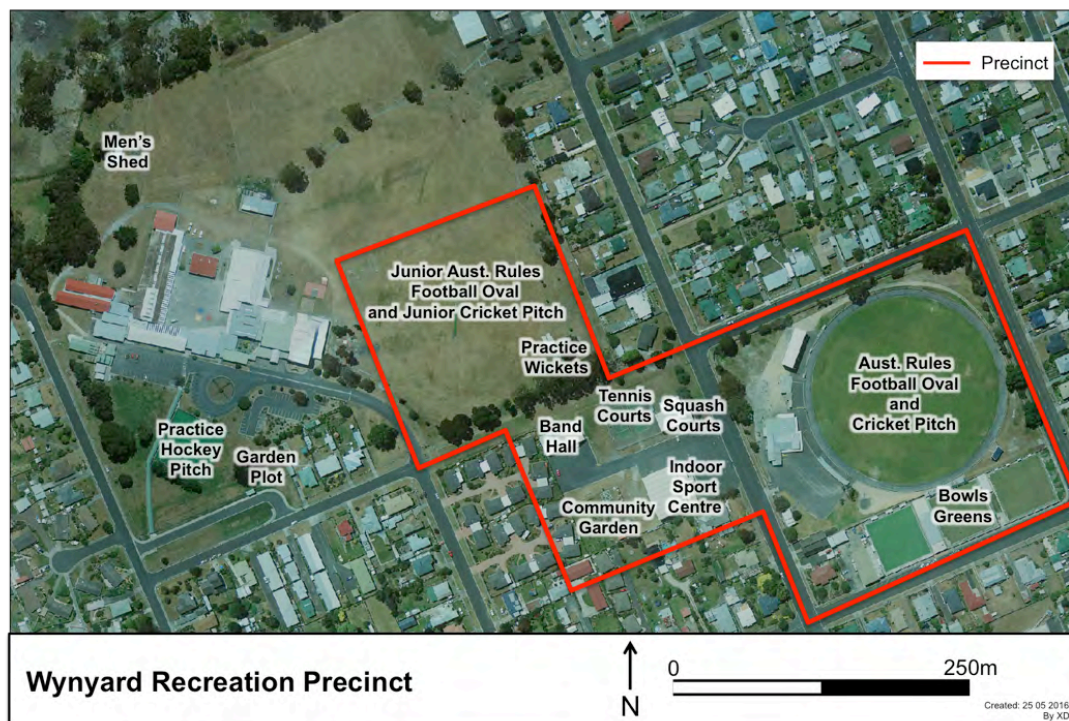 Precinct
Men's
Shed
Junior Aust. Rules
Football Oval
and Junior Cricket Pitch
Practice
Wickets
Aust. Rules
Football Oval
and
Cricket Pitch
Tennis
Courts
Squash
Courts
Band
Hall
Practice
Hockey
Pitch
Garden
Plot
Indoor
Sport
Centre
Community
Garden
Bowls
Greens
Wynyard Recreation Precinct
N
0
250m
Created: 25 05 2016
By XD